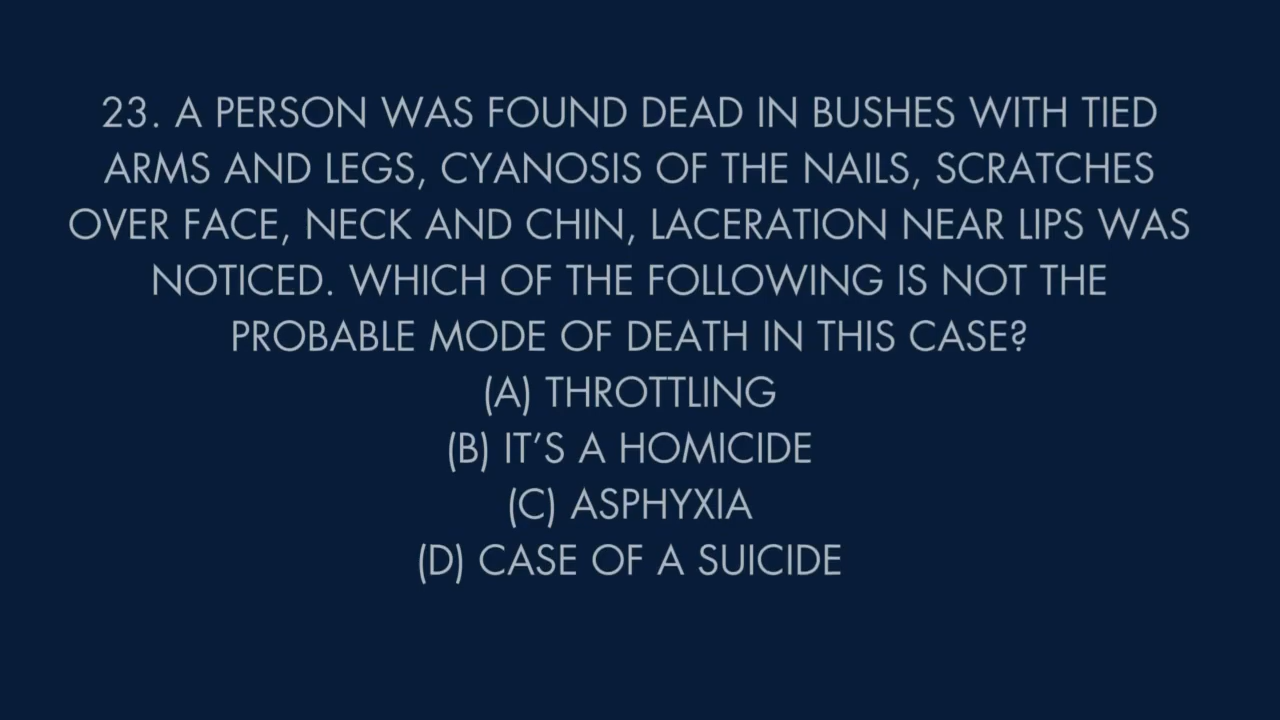 23. A PERSON WAS FOUND DEAD IN BUSHES WITH TIED
ARMS AND LEGS, CYANOSIS OF THE NAILS, SCRATCHES
OVER FACE, NECK AND CHIN, LACERATION NEAR LIPS WAS
NOTICED. WHICH OF THE FOLLOWING IS NOT THE
PROBABLE MODE OF DEATH IN THIS CASE?
(A) THROTTLING
(B) IT’S A HOMICIDE
(C) ASPHYXIA
(D) CASE OF A SUICIDE